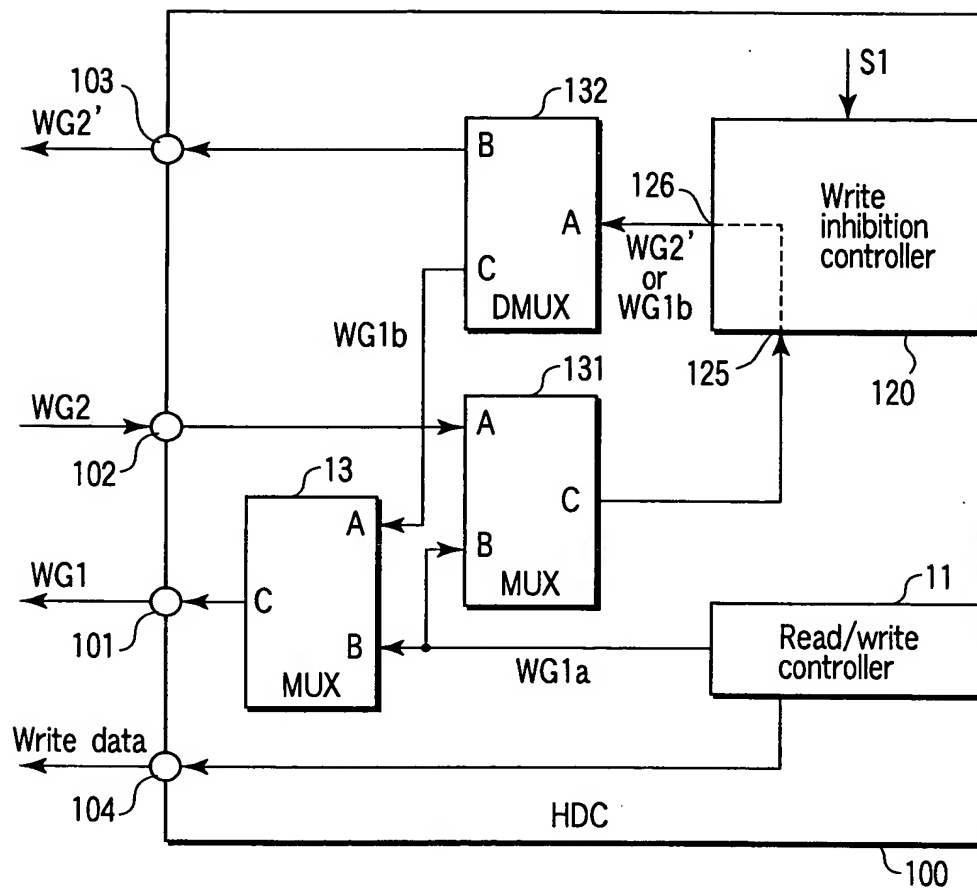 S1
103
WG2'
132
B
A
C
DMUX
126
WG2'
or
WG1b
Write
inhibition
controller
WG1b
125
120
131
WG2
102
A
C
B
MUX
13
A
C
B
MUX
WG1
101
11
Read/write
controller
WG1a
Write data
104
HDC
100